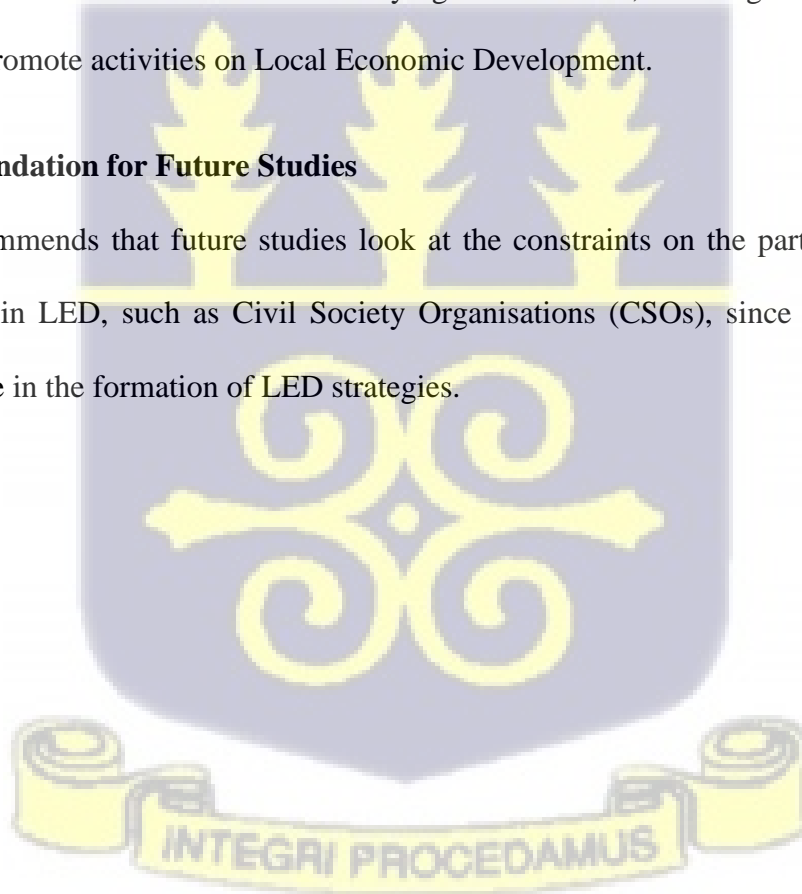 romote activities on Local Economic Development.
ndation for Future Studies
mmends that future studies look at the constraints on the part
in LED, such as Civil Society Organisations (CSOs), since
e in the formation of LED strategies.
INTEGRI PROCEDAMUS